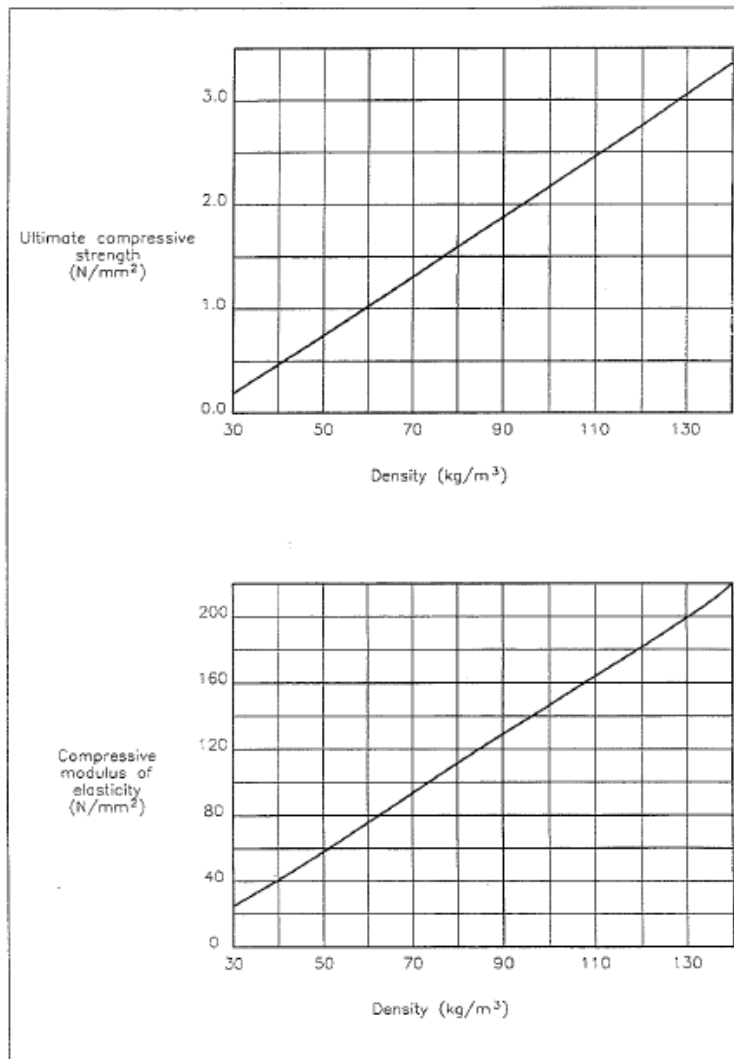 3.0
2.0
Ultimate compressive
strength
(N/mm²)
1.0
0.0
30 50 70 90 110 130
Density (kg/m³)
200
160
120
Compressive
modulus of
elasticity
(N/mm²)
80
40
0
30 50 70 90 110 130
Density (kg/m³)